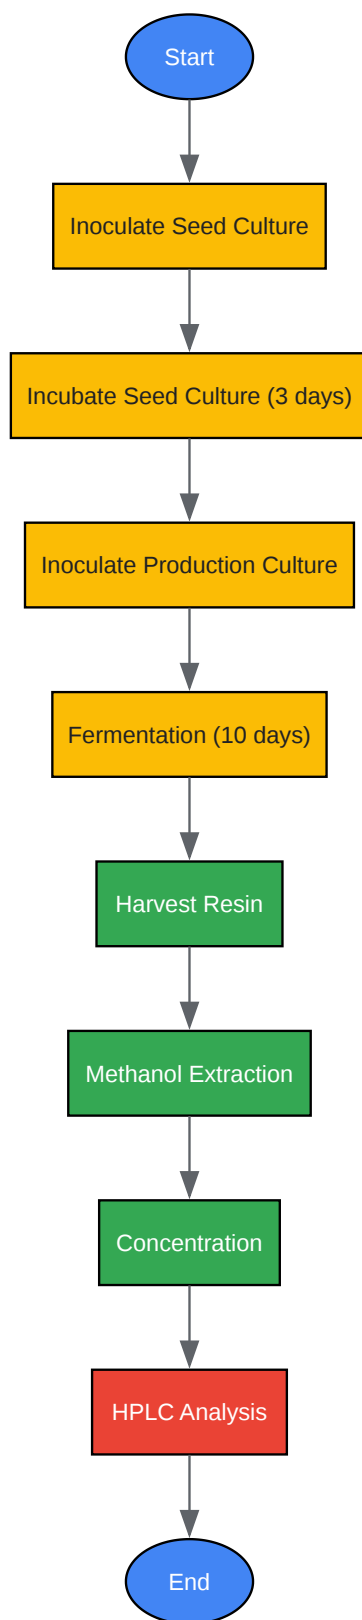 Start
Inoculate Seed Culture
Incubate Seed Culture (3 days)
Inoculate Production Culture
Fermentation (10 days)
Harvest Resin
Methanol Extraction
Concentration
HPLC Analysis
End